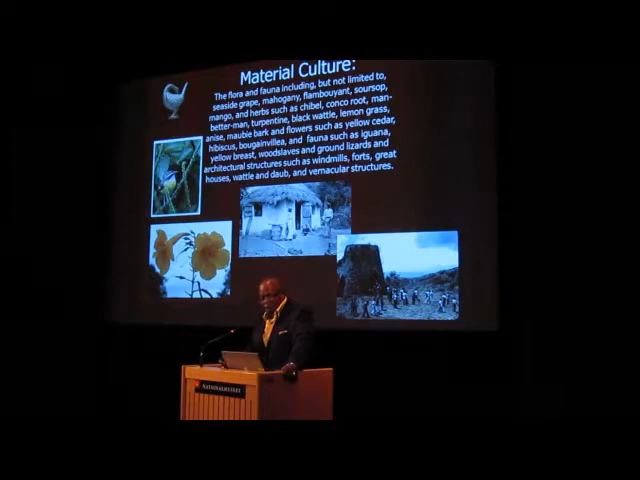 Material Culture:
The flora and fauna including, but not limited to,
seaside grape, mahogany, flambouyant, soursop,
mango, and herbs such as chibel, conco root, man-
better-man, turpentine, black wattle, lemon grass,
anise, maubie bark and flowers such as yellow cedar,
hibiscus, bougainvillea, and fauna such as iguana,
yellow breast, woodslaves and ground lizards and
architectural structures such as windmills, forts, great
houses, wattle and daub, and vernacular structures.
NATIONALMUSEET